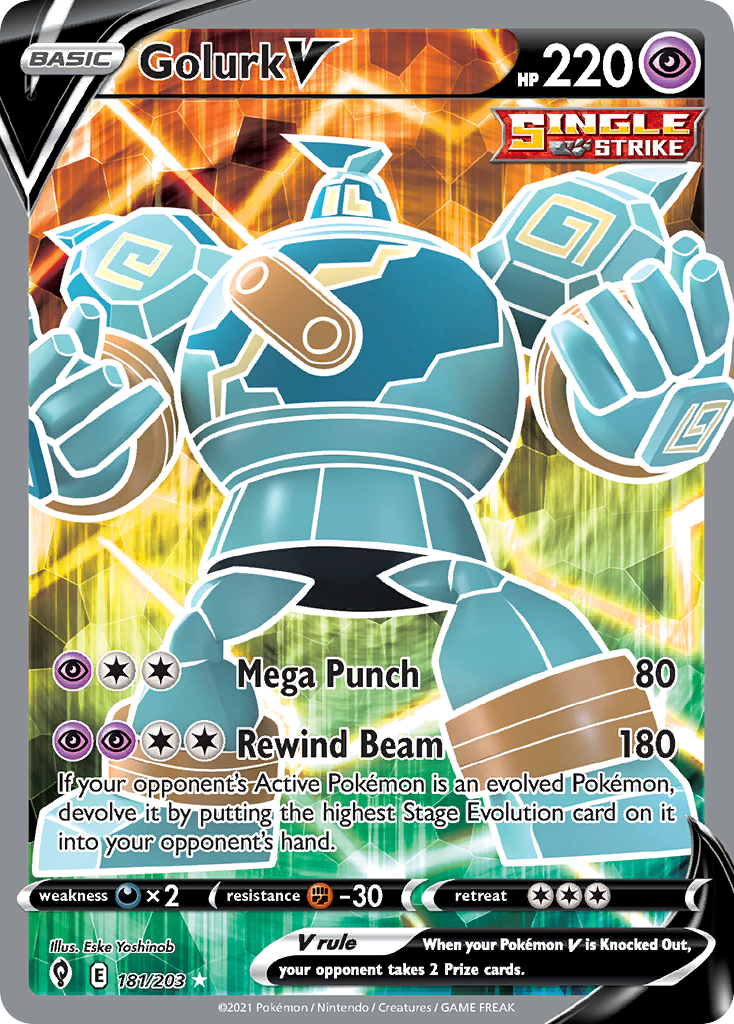 BASIC
Golurk V
HP 220
SINGLE
STRIKE
Mega Punch 80
Rewind Beam 180
If your opponent's Active Pokémon is an evolved Pokémon,
devolve it by putting the highest Stage Evolution card on it
into your opponent's hand.
weakness ×2 resistance -30 retreat
Illus. Eske Yoshinob
E 181/203 ★
V rule When your Pokémon V is Knocked Out,
your opponent takes 2 Prize cards.
©2021 Pokémon / Nintendo / Creatures / GAME FREAK